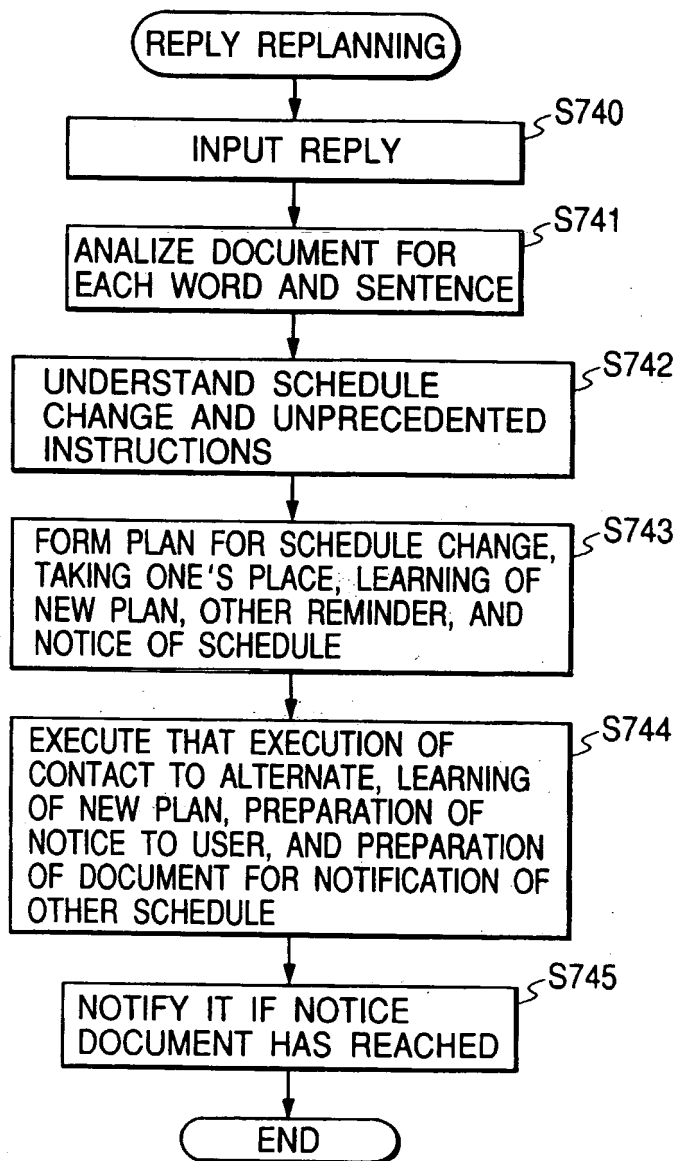 REPLY REPLANNING
S740
INPUT REPLY
S741
ANALIZE DOCUMENT FOR
EACH WORD AND SENTENCE
S742
UNDERSTAND SCHEDULE
CHANGE AND UNPRECEDENTED
INSTRUCTIONS
S743
FORM PLAN FOR SCHEDULE CHANGE,
TAKING ONE'S PLACE, LEARNING OF
NEW PLAN, OTHER REMINDER, AND
NOTICE OF SCHEDULE
S744
EXECUTE THAT EXECUTION OF
CONTACT TO ALTERNATE, LEARNING
OF NEW PLAN, PREPARATION OF
NOTICE TO USER, AND PREPARATION
OF DOCUMENT FOR NOTIFICATION OF
OTHER SCHEDULE
S745
NOTIFY IT IF NOTICE
DOCUMENT HAS REACHED
END